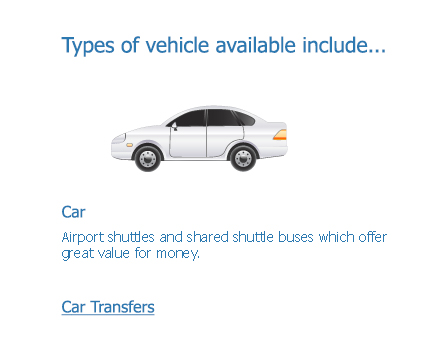 Types of vehicle available include...
Car
Airport shuttles and shared shuttle buses which offer
great value for money.
Car Transfers